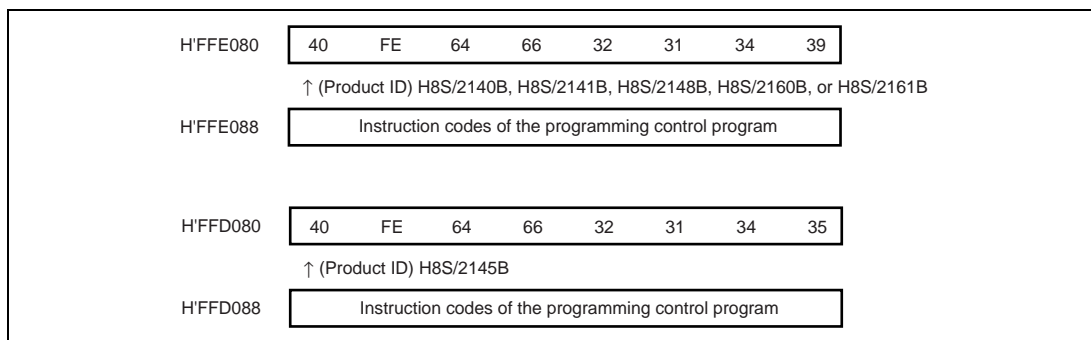 H'FFE080 40 FE 64 66 32 31 34 39
↑ (Product ID) H8S/2140B, H8S/2141B, H8S/2148B, H8S/2160B, or H8S/2161B
H'FFE088 Instruction codes of the programming control program
H'FFD080 40 FE 64 66 32 31 34 35
↑ (Product ID) H8S/2145B
H'FFD088 Instruction codes of the programming control program